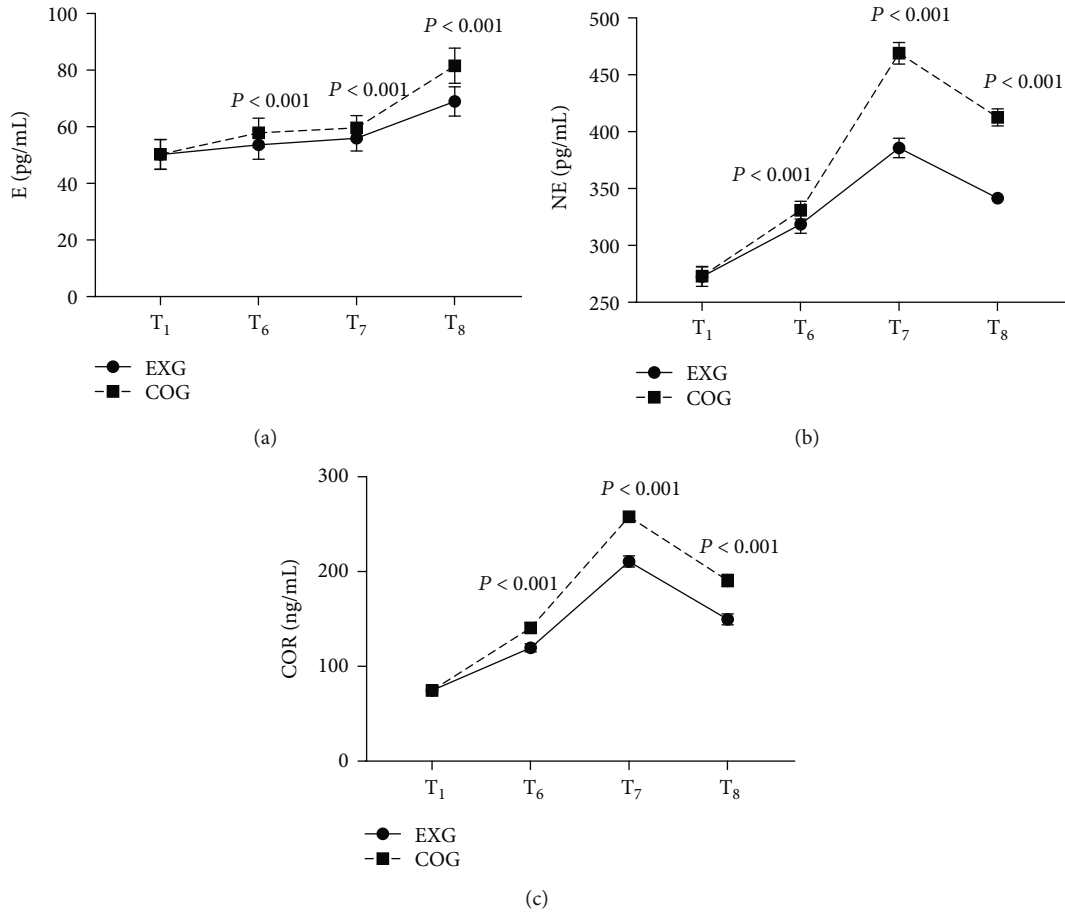 100
80
60
40
20
0
E (pg/mL)
P < 0.001
P < 0.001
P < 0.001
T₁
T₆
T₇
T₈
EXG
COG
(a)
500
450
400
350
300
250
NE (pg/mL)
P < 0.001
P < 0.001
P < 0.001
T₁
T₆
T₇
T₈
EXG
COG
(b)
300
200
100
0
COR (ng/mL)
P < 0.001
P < 0.001
P < 0.001
T₁
T₆
T₇
T₈
EXG
COG
(c)